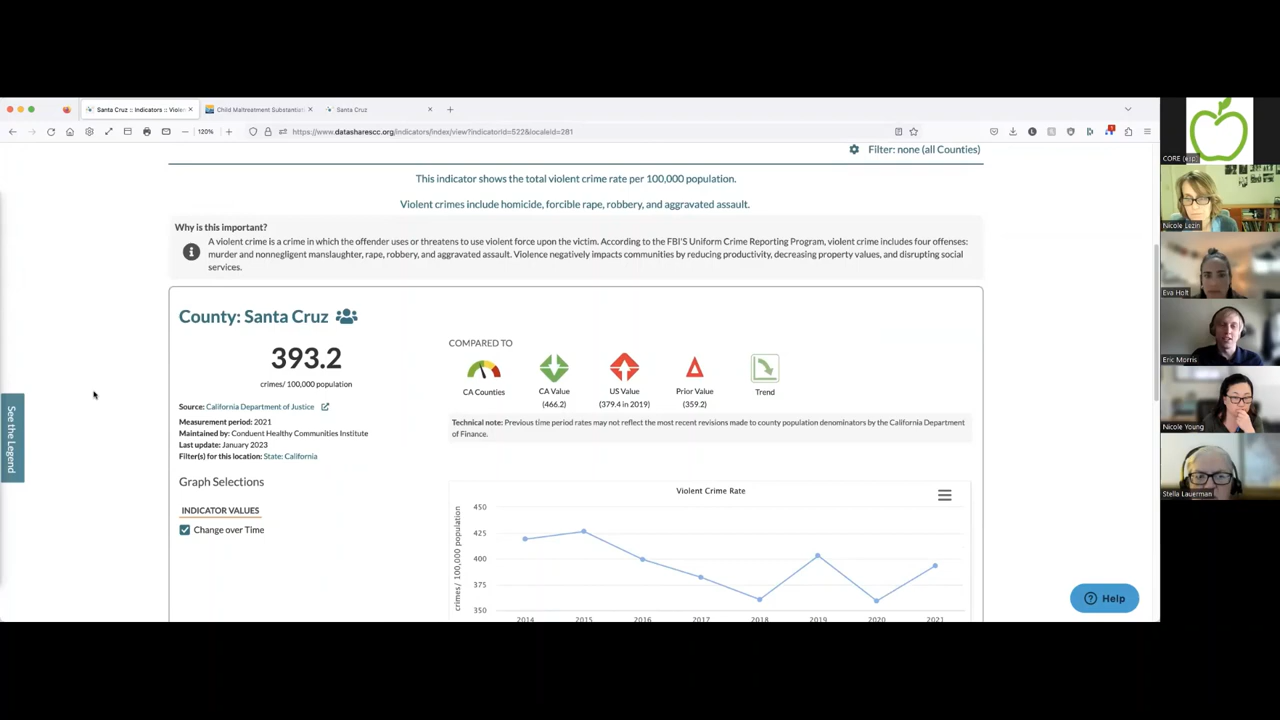 Santa Cruz :: Indicators :: Violen
Child Maltreatment Substantiat
Santa Cruz
120%
https://www.datasharescc.org/indicators/index/view?indicatorId=522&localeId=281
Filter: none (all Counties)
This indicator shows the total violent crime rate per 100,000 population.
Violent crimes include homicide, forcible rape, robbery, and aggravated assault.
Why is this important?
A violent crime is a crime in which the offender uses or threatens to use violent force upon the victim. According to the FBI'S Uniform Crime Reporting Program, violent crime includes four offenses:
murder and nonnegligent manslaughter, rape, robbery, and aggravated assault. Violence negatively impacts communities by reducing productivity, decreasing property values, and disrupting social
services.
County: Santa Cruz
393.2
crimes/ 100,000 population
Source: California Department of Justice
Measurement period: 2021
Maintained by: Conduent Healthy Communities Institute
Last update: January 2023
Filter(s) for this location: State: California
Graph Selections
INDICATOR VALUES
Change over Time
COMPARED TO
CA Counties
CA Value
(466.2)
US Value
(379.4 in 2019)
Prior Value
(359.2)
Trend
Technical note: Previous time period rates may not reflect the most recent revisions made to county population denominators by the California Department
of Finance.
Violent Crime Rate
crimes/ 100,000 population
450
425
400
375
350
2014 2015 2016 2017 2018 2019 2020 2021
See the Legend
Help
CORE
Nicole Lezin
Eva Holt
Eric Morris
Nicole Young
Stella Lauerman